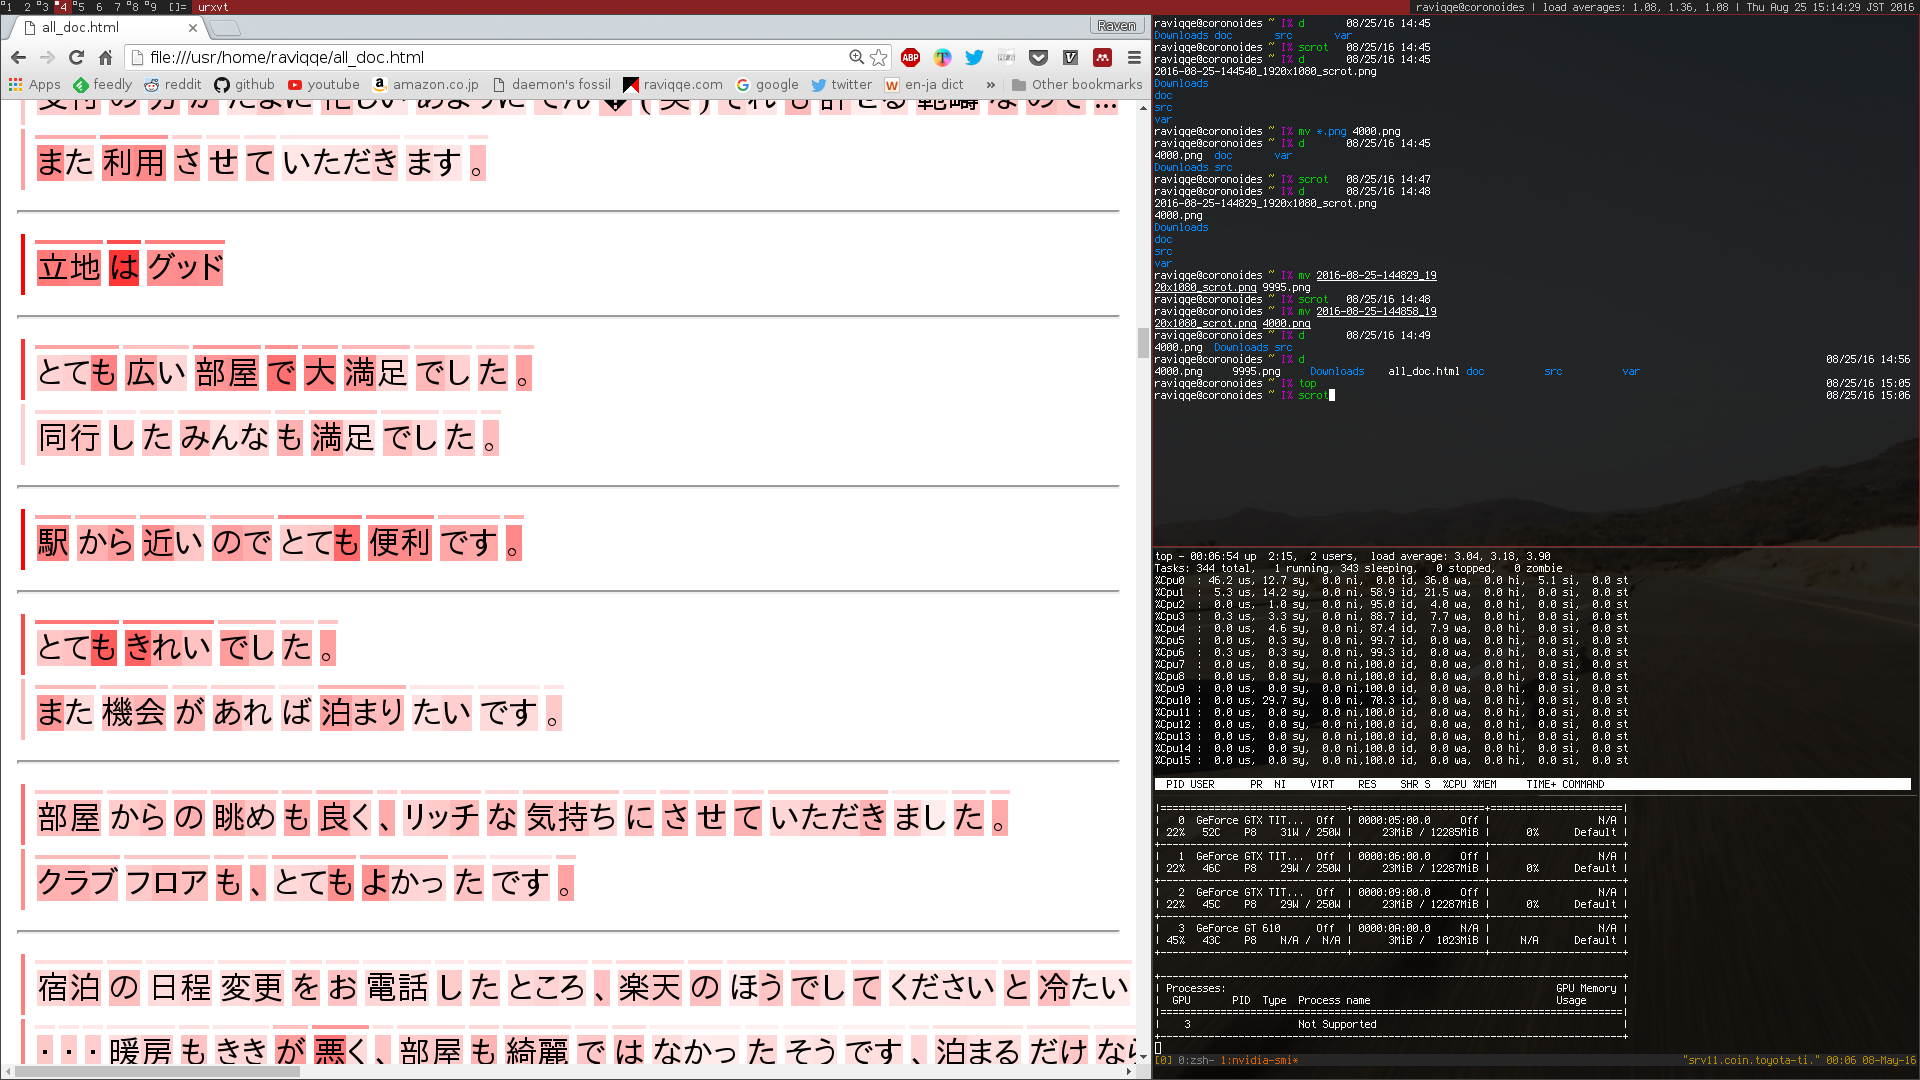 1 2 3 4 5 6 7 8 9 []= urxvt
raviqqe@coronoides | load averages: 1.08, 1.36, 1.08 | Thu Aug 25 15:14:29 JST 2016
all_doc.html
Raven
file:///usr/home/raviqqe/all_doc.html
Apps feedly reddit github youtube amazon.co.jp daemon's fossil raviqqe.com google twitter en-ja dict » Other bookmarks
また 利用 さ せ て いただき ます 。
立地 は グッド
とても 広い 部屋 で 大 満足 でし た 。
同行 し た みんな も 満足 でし た 。
駅 から 近い ので とても 便利 です 。
とても きれい でし た 。
また 機会 が あれ ば 泊まり たい です 。
部屋 から の 眺め も 良く 、 リッチ な 気持ち に さ せ て いただき まし た 。
クラブ フロア も 、 とても よかっ た です 。
宿泊 の 日程 変更 を お 電話 し た ところ 、 楽天 の ほう でし て ください と 冷たい
・ ・ ・ 暖房 も きき が 悪く 、 部屋 も 綺麗 で は なかっ た そう です 、 泊まる だけ なら
raviqqe@coronoides ~ I% d 08/25/16 14:45
Downloads doc src var
raviqqe@coronoides ~ I% scrot 08/25/16 14:45
raviqqe@coronoides ~ I% d 08/25/16 14:45
2016-08-25-144540_1920x1080_scrot.png
Downloads
doc
src
var
raviqqe@coronoides ~ I% mv *.png 4000.png
raviqqe@coronoides ~ I% d 08/25/16 14:45
4000.png doc var
Downloads src
raviqqe@coronoides ~ I% scrot 08/25/16 14:47
raviqqe@coronoides ~ I% d 08/25/16 14:48
2016-08-25-144829_1920x1080_scrot.png
4000.png
Downloads
doc
src
var
raviqqe@coronoides ~ I% mv 2016-08-25-144829_19
20x1080_scrot.png 9995.png
raviqqe@coronoides ~ I% scrot 08/25/16 14:48
raviqqe@coronoides ~ I% mv 2016-08-25-144858_19
20x1080_scrot.png 4000.png
raviqqe@coronoides ~ I% d 08/25/16 14:49
4000.png Downloads src
raviqqe@coronoides ~ I% d 08/25/16 14:56
4000.png 9995.png Downloads all_doc.html doc src var
raviqqe@coronoides ~ I% top 08/25/16 15:05
raviqqe@coronoides ~ I% scrot 08/25/16 15:06
top - 00:06:54 up 2:15, 2 users, load average: 3.04, 3.18, 3.90
Tasks: 344 total, 1 running, 343 sleeping, 0 stopped, 0 zombie
%Cpu0 : 46.2 us, 12.7 sy, 0.0 ni, 0.0 id, 36.0 wa, 0.0 hi, 5.1 si, 0.0 st
%Cpu1 : 5.3 us, 14.2 sy, 0.0 ni, 58.9 id, 21.5 wa, 0.0 hi, 0.0 si, 0.0 st
%Cpu2 : 0.0 us, 1.0 sy, 0.0 ni, 95.0 id, 4.0 wa, 0.0 hi, 0.0 si, 0.0 st
%Cpu3 : 0.3 us, 3.3 sy, 0.0 ni, 88.7 id, 7.7 wa, 0.0 hi, 0.0 si, 0.0 st
%Cpu4 : 0.0 us, 4.6 sy, 0.0 ni, 87.4 id, 7.9 wa, 0.0 hi, 0.0 si, 0.0 st
%Cpu5 : 0.0 us, 0.3 sy, 0.0 ni, 99.7 id, 0.0 wa, 0.0 hi, 0.0 si, 0.0 st
%Cpu6 : 0.3 us, 0.3 sy, 0.0 ni, 99.3 id, 0.0 wa, 0.0 hi, 0.0 si, 0.0 st
%Cpu7 : 0.0 us, 0.0 sy, 0.0 ni,100.0 id, 0.0 wa, 0.0 hi, 0.0 si, 0.0 st
%Cpu8 : 0.0 us, 0.0 sy, 0.0 ni,100.0 id, 0.0 wa, 0.0 hi, 0.0 si, 0.0 st
%Cpu9 : 0.0 us, 0.0 sy, 0.0 ni,100.0 id, 0.0 wa, 0.0 hi, 0.0 si, 0.0 st
%Cpu10 : 0.0 us, 29.7 sy, 0.0 ni, 70.3 id, 0.0 wa, 0.0 hi, 0.0 si, 0.0 st
%Cpu11 : 0.0 us, 0.0 sy, 0.0 ni,100.0 id, 0.0 wa, 0.0 hi, 0.0 si, 0.0 st
%Cpu12 : 0.0 us, 0.0 sy, 0.0 ni,100.0 id, 0.0 wa, 0.0 hi, 0.0 si, 0.0 st
%Cpu13 : 0.0 us, 0.0 sy, 0.0 ni,100.0 id, 0.0 wa, 0.0 hi, 0.0 si, 0.0 st
%Cpu14 : 0.0 us, 0.0 sy, 0.0 ni,100.0 id, 0.0 wa, 0.0 hi, 0.0 si, 0.0 st
%Cpu15 : 0.0 us, 0.0 sy, 0.0 ni,100.0 id, 0.0 wa, 0.0 hi, 0.0 si, 0.0 st
PID USER PR NI VIRT RES SHR S %CPU %MEM TIME+ COMMAND
| 0 GeForce GTX TIT... Off | 0000:05:00.0 Off | N/A |
| 22% 52C P8 31W / 250W | 23MiB / 12285MiB | 0% Default |
| 1 GeForce GTX TIT... Off | 0000:06:00.0 Off | N/A |
| 22% 46C P8 29W / 250W | 23MiB / 12287MiB | 0% Default |
| 2 GeForce GTX TIT... Off | 0000:09:00.0 Off | N/A |
| 22% 45C P8 29W / 250W | 23MiB / 12287MiB | 0% Default |
| 3 GeForce GT 610 Off | 0000:0A:00.0 N/A | N/A |
| 45% 43C P8 N/A / N/A | 3MiB / 1023MiB | N/A Default |
| Processes: GPU Memory |
| GPU PID Type Process name Usage |
| 3 Not Supported |
[0] 0:zsh- 1:nvidia-smi* "srv11.coin.toyota-ti." 00:06 08-May-16